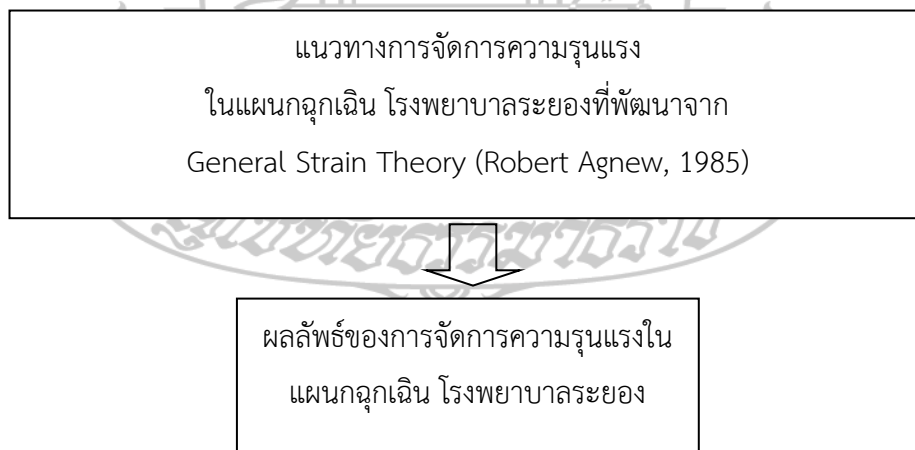 แนวทางการจัดการความรุนแรง
ในแผนกฉุกเฉิน โรงพยาบาลระยองที่พัฒนาจาก
General Strain Theory (Robert Agnew, 1985)
ผลลัพธ์ของการจัดการความรุนแรงใน
แผนกฉุกเฉิน โรงพยาบาลระยอง